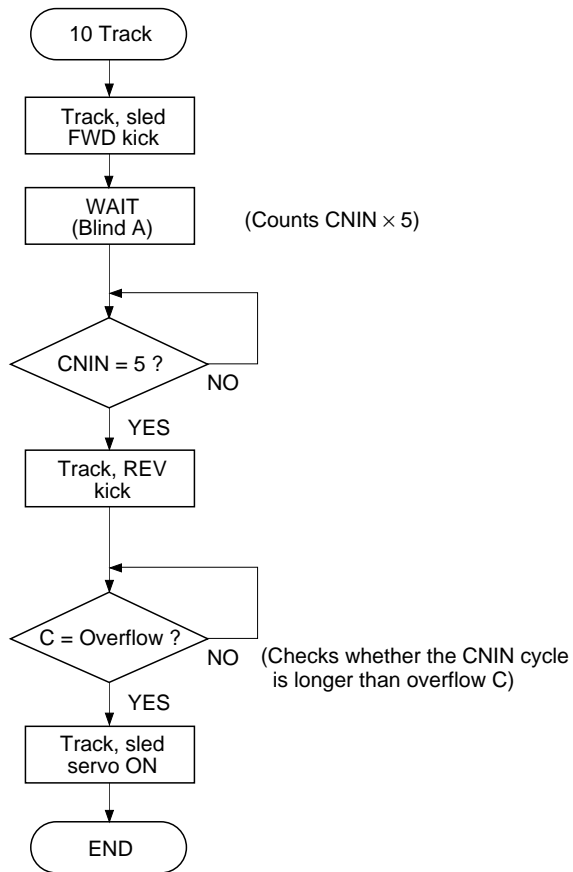 10 Track
Track, sled
FWD kick
WAIT
(Blind A)
(Counts CNIN × 5)
CNIN = 5 ?
NO
YES
Track, REV
kick
C = Overflow ?
NO
(Checks whether the CNIN cycle
is longer than overflow C)
YES
Track, sled
servo ON
END